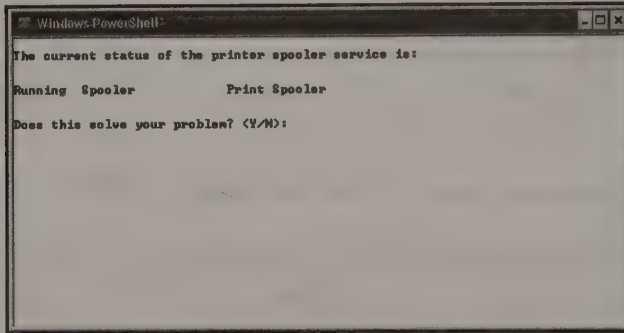 Windows PowerShell
The current status of the printer spooler service is:
Running Spooler Print Spooler
Does this solve your problem? (Y/N):